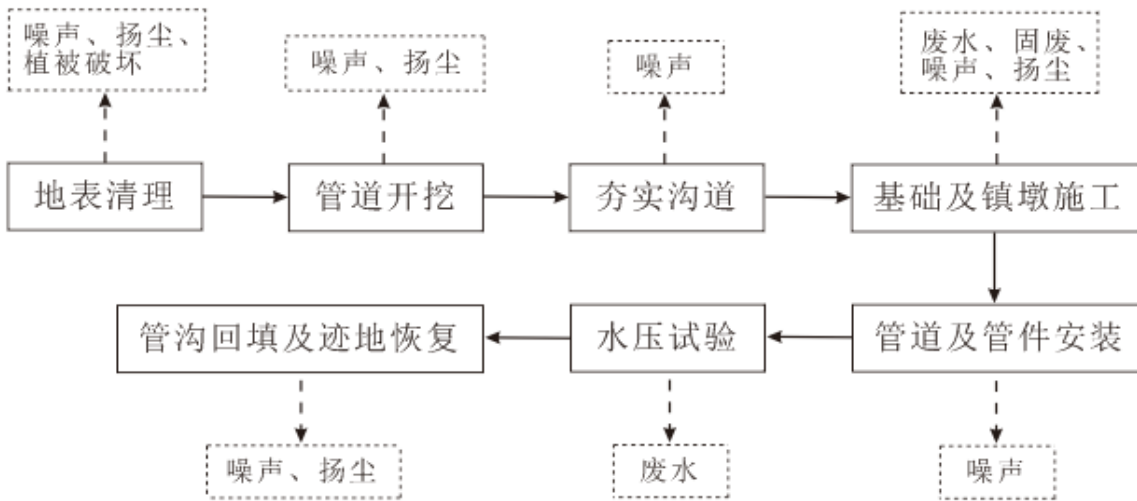 噪声、扬尘、
植被破坏
噪声、扬尘
噪声
废水、固废、
噪声、扬尘
地表清理
管道开挖
夯实沟道
基础及镇墩施工
管沟回填及迹地恢复
水压试验
管道及管件安装
噪声、扬尘
废水
噪声